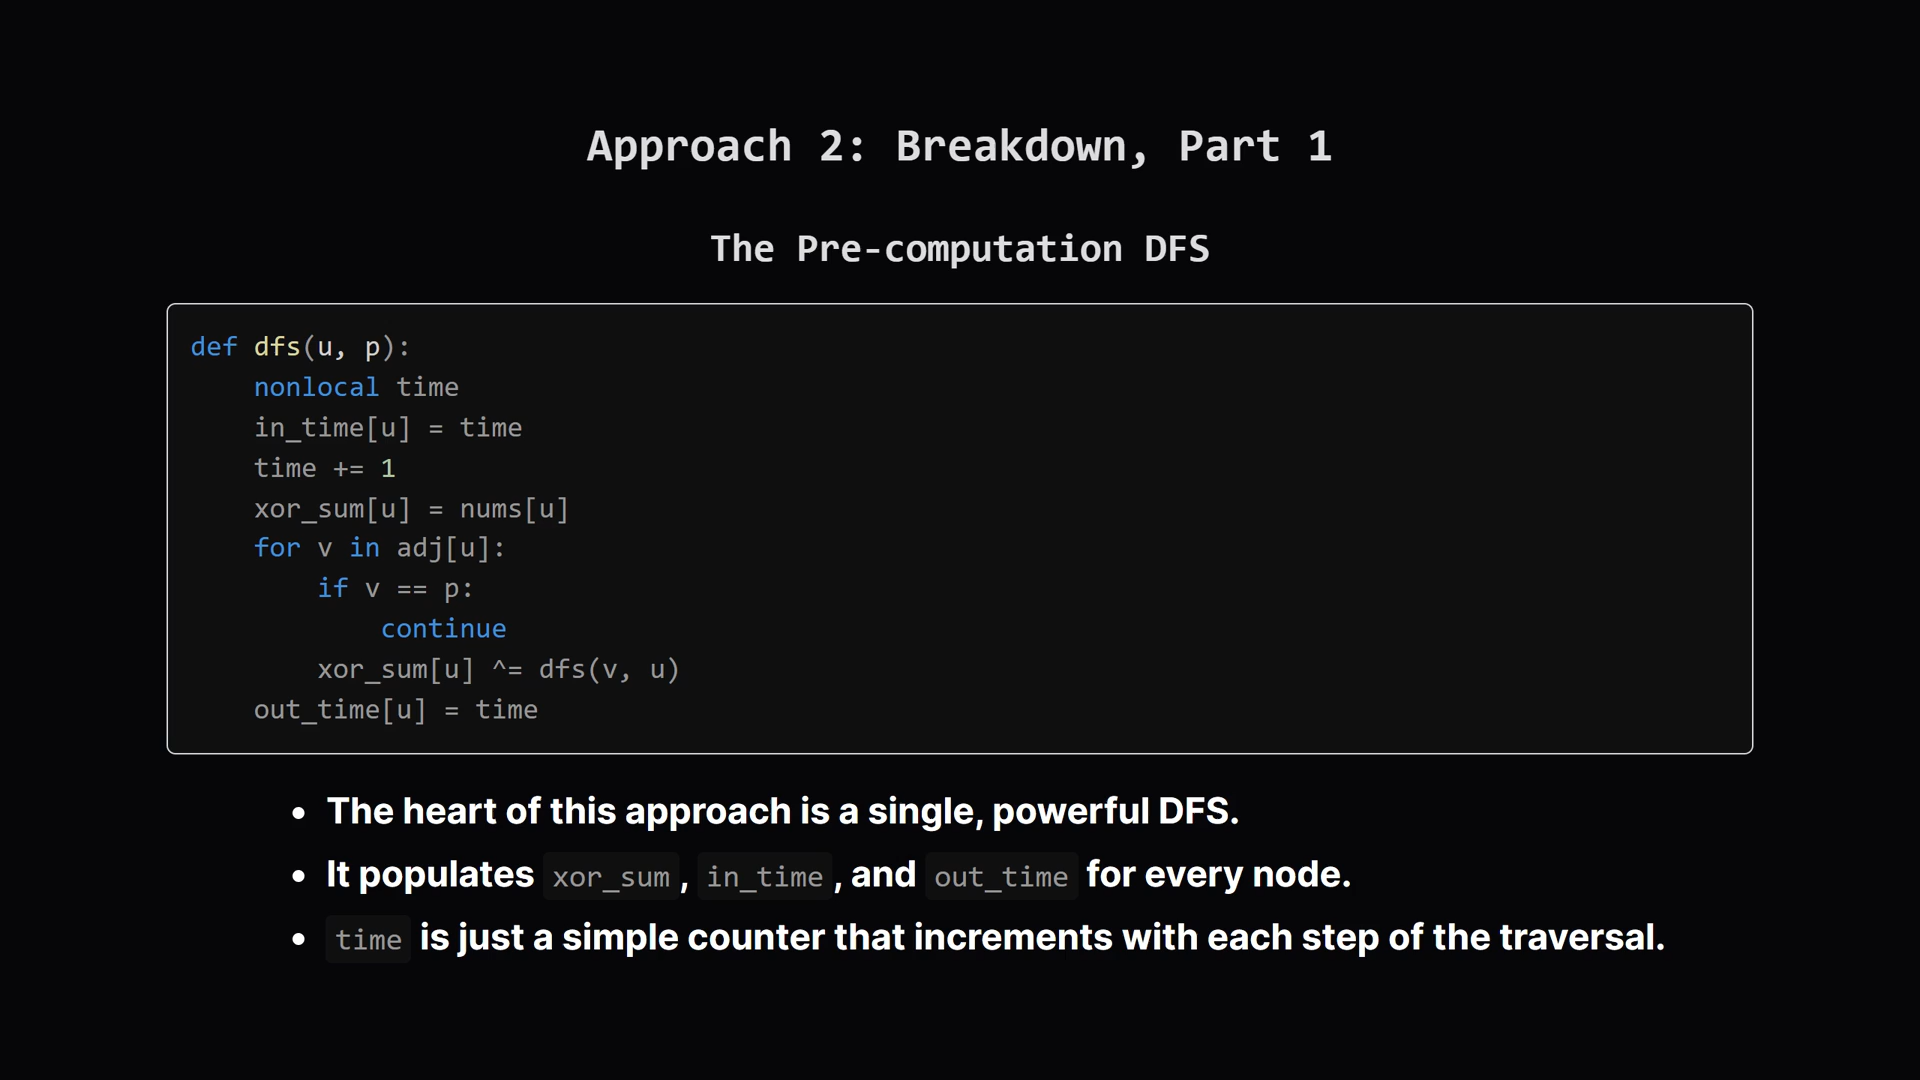 Approach 2: Breakdown, Part 1
The Pre-computation DFS
def dfs(u, p):
    nonlocal time
    in_time[u] = time
    time += 1
    xor_sum[u] = nums[u]
    for v in adj[u]:
        if v == p:
            continue
        xor_sum[u] ^= dfs(v, u)
    out_time[u] = time
• The heart of this approach is a single, powerful DFS.
• It populates xor_sum, in_time, and out_time for every node.
• time is just a simple counter that increments with each step of the traversal.